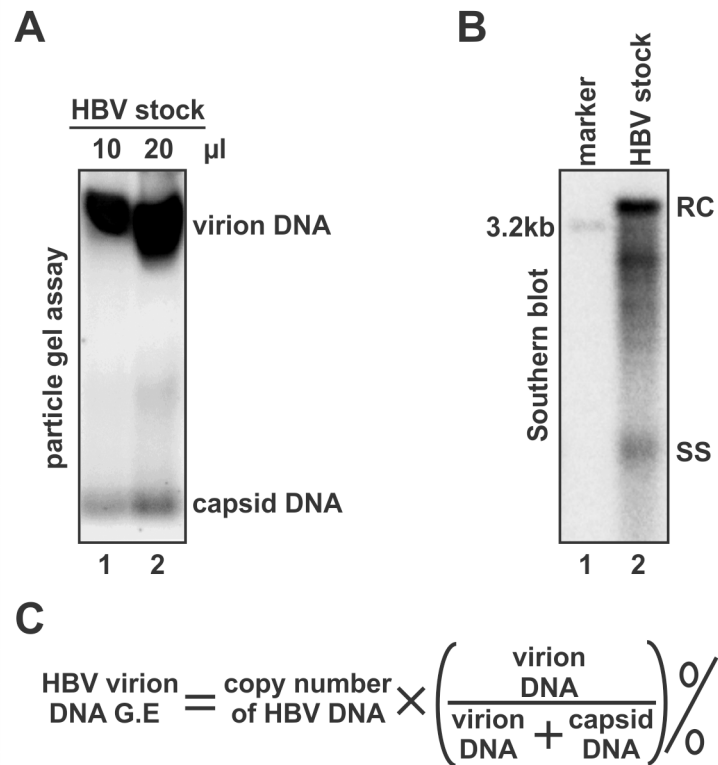 A
HBV stock
10 20 µl
particle gel assay
virion DNA
capsid DNA
1 2
B
marker
HBV stock
3.2kb
Southern blot
RC
SS
1 2
C
HBV virion
DNA G.E
=
copy number
of HBV DNA
×
(virion
DNA
virion
DNA
+
capsid
DNA)
%